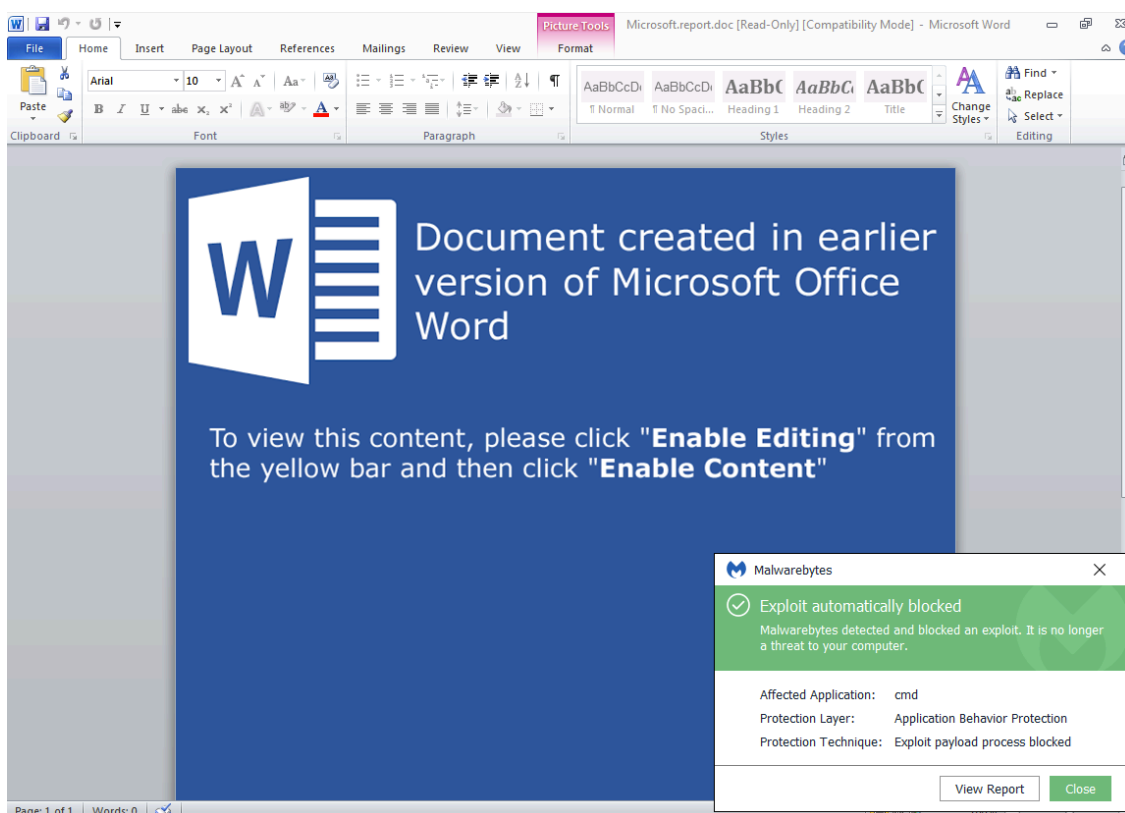 Picture Tools Microsoft.report.doc [Read-Only] [Compatibility Mode] - Microsoft Word
File Home Insert Page Layout References Mailings Review View Format
Arial 10 Aa
Find
Replace
Select
Paste
B I U abc x₂ x² A
AaBbCcDc AaBbCcDc AaBbC AaBbCc AaBbC
¶ Normal ¶ No Spaci... Heading 1 Heading 2 Title
Change
Styles
Clipboard Font Paragraph Styles Editing
W
Document created in earlier
version of Microsoft Office
Word
To view this content, please click "Enable Editing" from
the yellow bar and then click "Enable Content"
Malwarebytes
Exploit automatically blocked
Malwarebytes detected and blocked an exploit. It is no longer
a threat to your computer.
Affected Application: cmd
Protection Layer: Application Behavior Protection
Protection Technique: Exploit payload process blocked
View Report Close
Page: 1 of 1 Words: 0